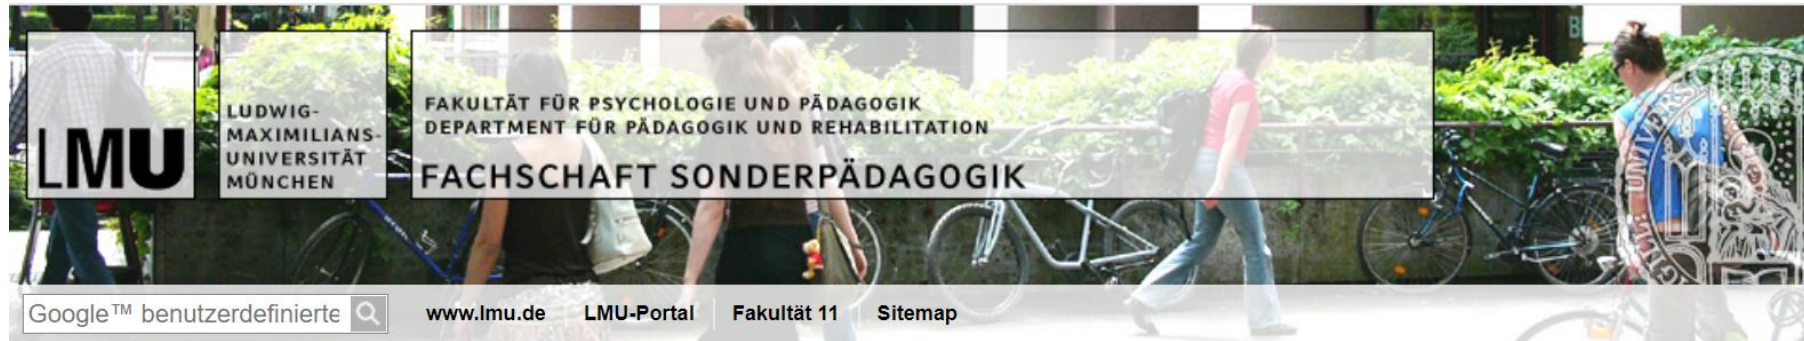 LMU
LUDWIG-
MAXIMILIANS-
UNIVERSITÄT
MÜNCHEN
FAKULTÄT FÜR PSYCHOLOGIE UND PÄDAGOGIK
DEPARTMENT FÜR PÄDAGOGIK UND REHABILITATION
FACHSCHAFT SONDERPÄDAGOGIK
Google™ benutzerdefinierte
www.lmu.de LMU-Portal Fakultät 11 Sitemap